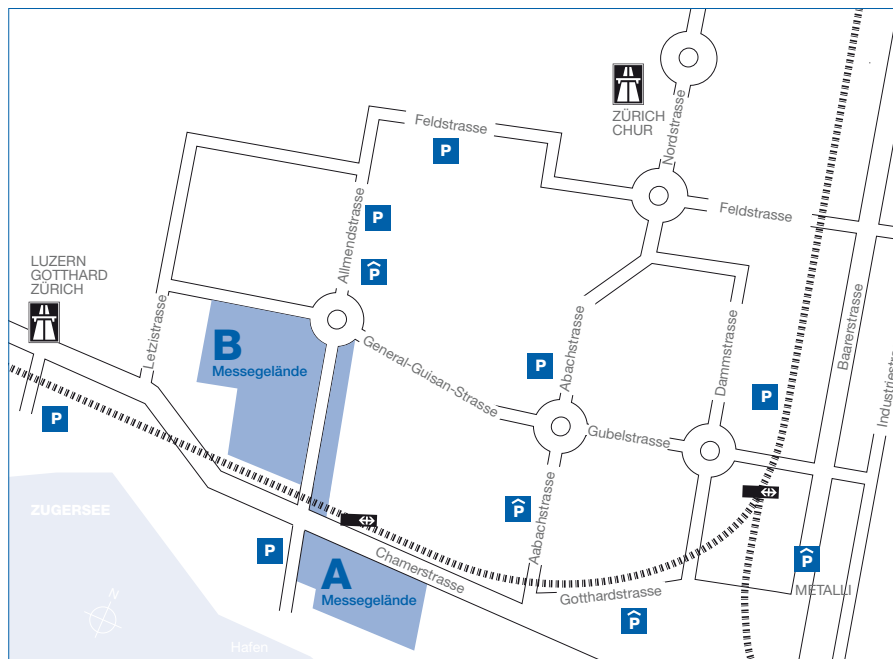 ZÜRICH
CHUR
Nordstrasse
Feldstrasse
P
P
Allmendstrasse
P
Feldstrasse
LUZERN
GOTTHARD
ZÜRICH
Letzistrasse
B
Messegelände
General-Guisan-Strasse
P
Abachstrasse
Dammstrasse
P
Baarerstrasse
Industriestr
P
Gubelstrasse
Aabachstrasse
P
ZUGERSEE
P
Chamerstrasse
A
Messegelände
Gotthardstrasse
P
P
METALLI
N
Hafen